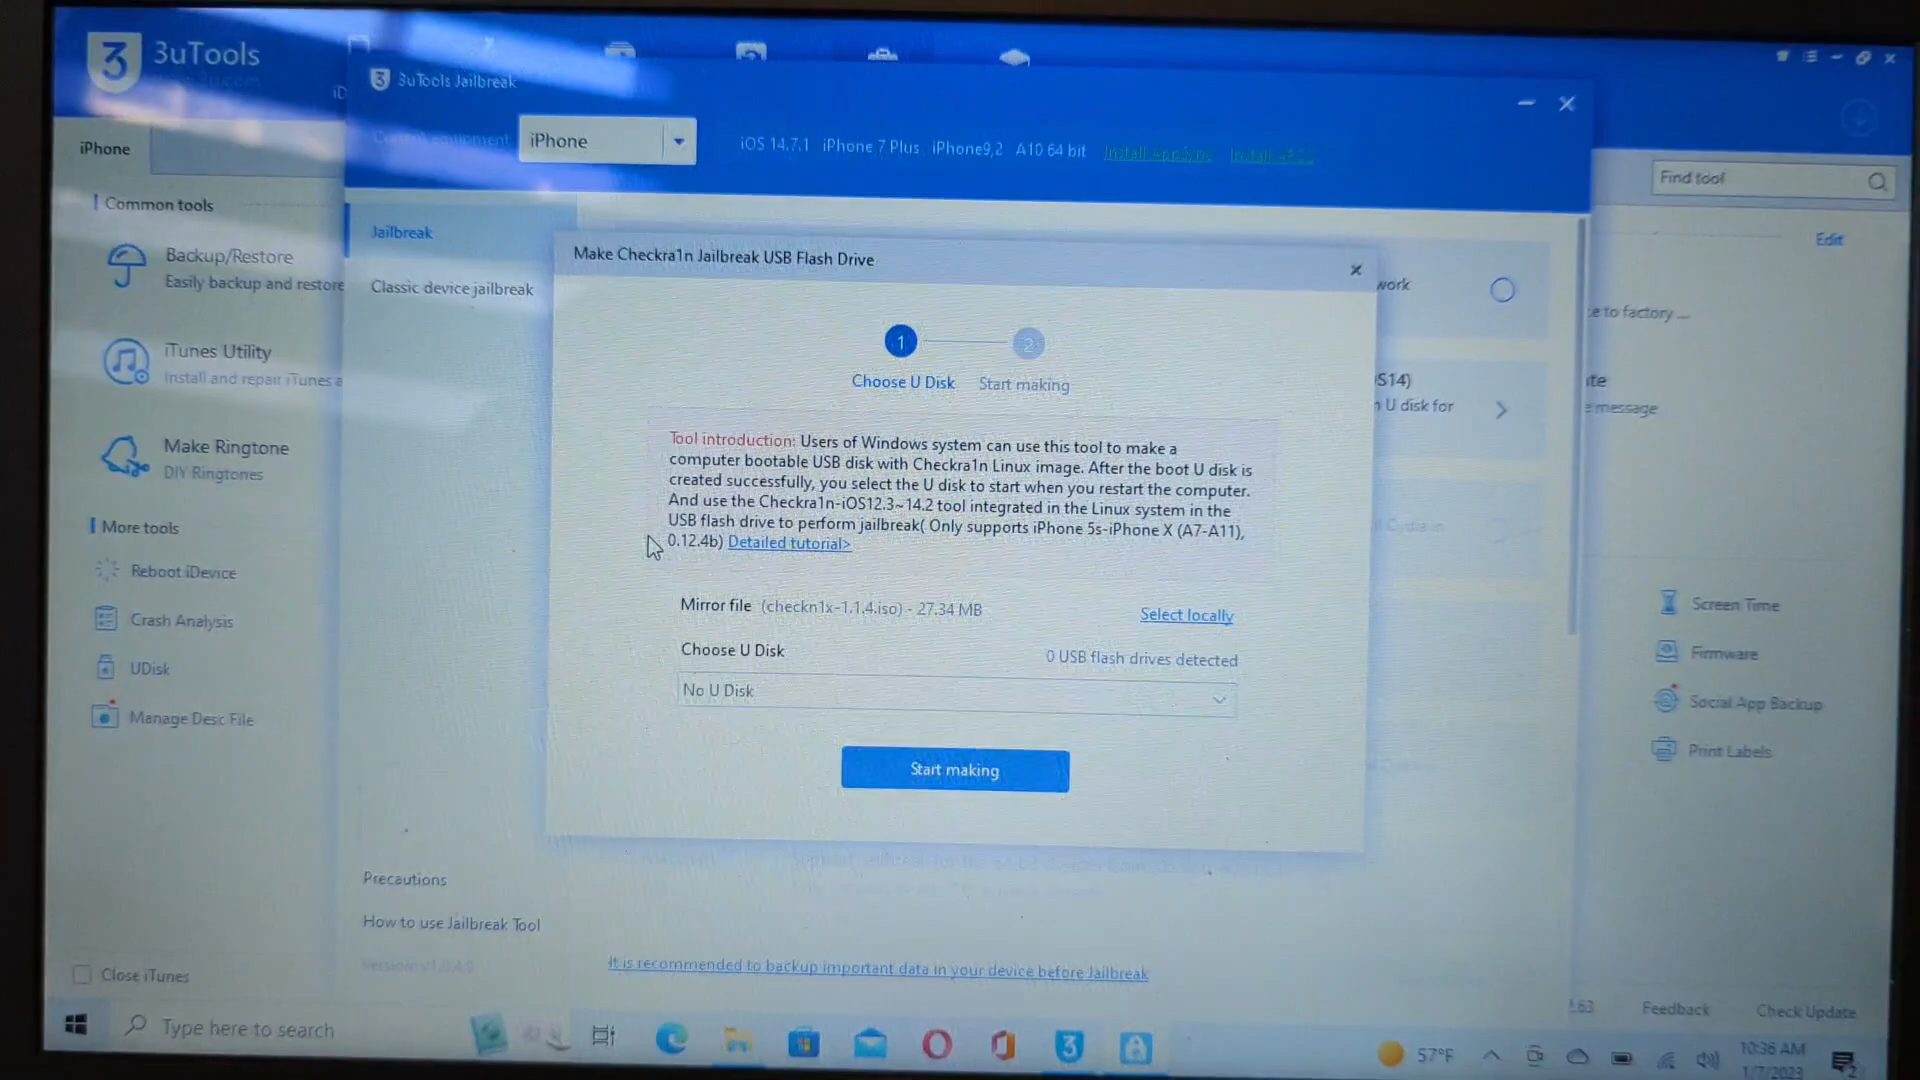 3uTools
3uTools Jailbreak
iPhone
iPhone
iOS 14.7.1 iPhone 7 Plus iPhone9,2 A10 64 bit
Find tool
Common tools
Edit
Backup/Restore
Easily backup and restore
iTunes Utility
Install and repair iTunes a
Make Ringtone
DIY Ringtones
More tools
Reboot iDevice
Crash Analysis
UDisk
Manage Desc File
Close iTunes
Jailbreak
Classic device jailbreak
Make Checkra1n Jailbreak USB Flash Drive
1
2
Choose U Disk
Start making
Tool introduction: Users of Windows system can use this tool to make a
computer bootable USB disk with Checkra1n Linux image. After the boot U disk is
created successfully, you select the U disk to start when you restart the computer.
And use the Checkra1n-iOS12.3~14.2 tool integrated in the Linux system in the
USB flash drive to perform jailbreak( Only supports iPhone 5s-iPhone X (A7-A11),
0.12.4b) Detailed tutorial>
Mirror file (checkn1x-1.1.4.iso) - 27.34 MB
Select locally
Choose U Disk
0 USB flash drives detected
No U Disk
Start making
work
S14)
U disk for
e to factory ...
message
Screen Time
Firmware
Social App Backup
Print Labels
Precautions
How to use Jailbreak Tool
It is recommended to backup important data in your device before Jailbreak
Feedback
Check Update
Type here to search
57°F
10:36 AM
1/7/2023